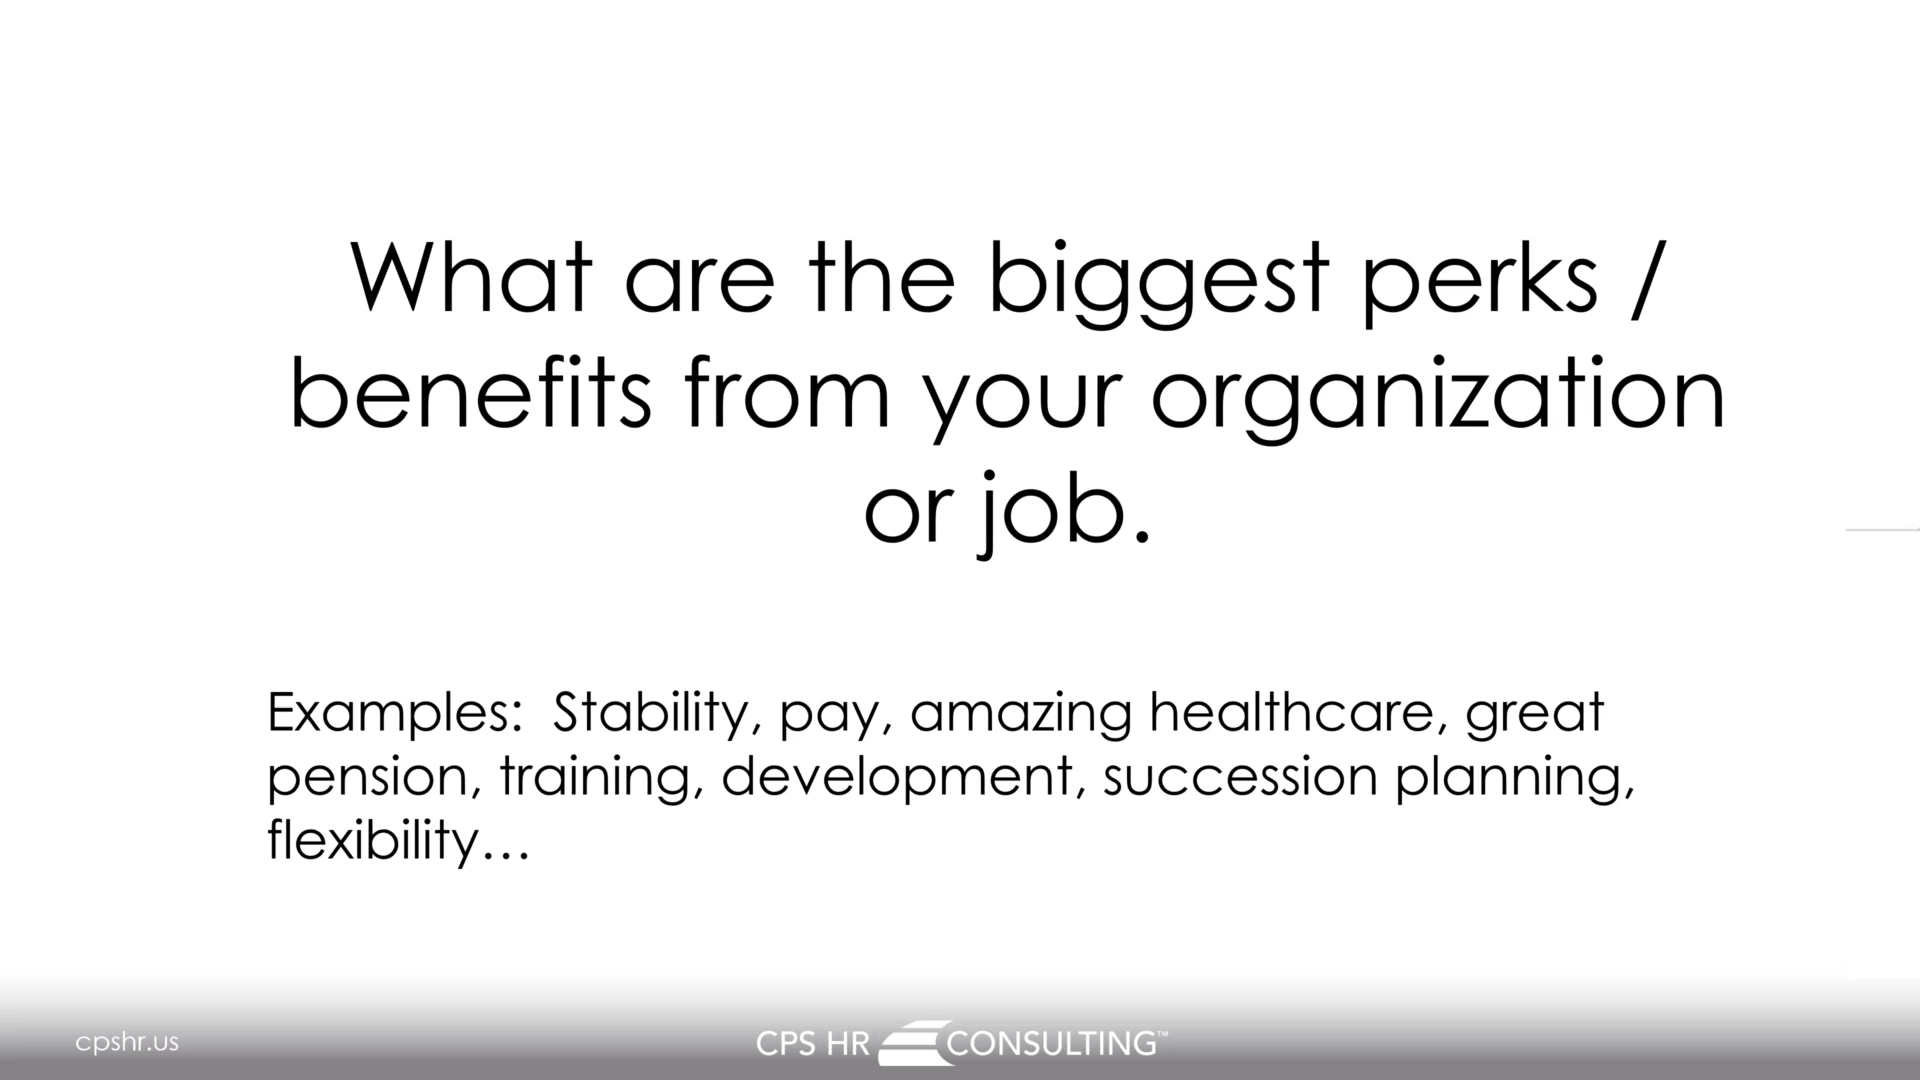 What are the biggest perks /
benefits from your organization
or job.
Examples:  Stability, pay, amazing healthcare, great
pension, training, development, succession planning,
flexibility…
cpshr.us
CPS HR CONSULTING™